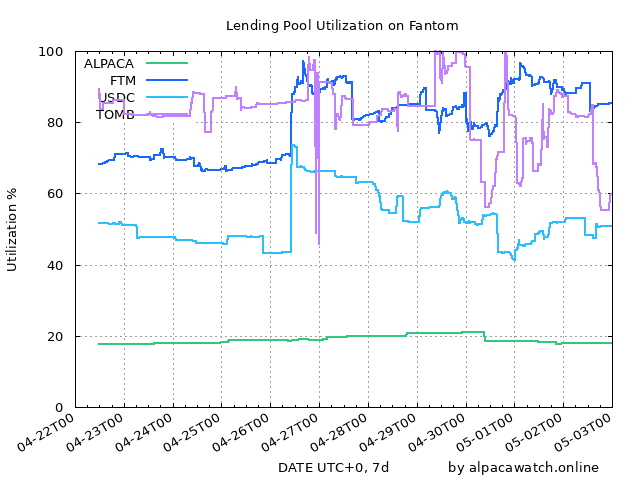 Lending Pool Utilization on Fantom
ALPACA
FTM
USDC
TOMB
100
80
60
40
20
0
Utilization %
04-22T00
04-23T00
04-24T00
04-25T00
04-26T00
04-27T00
04-28T00
04-29T00
04-30T00
05-01T00
05-02T00
05-03T00
DATE UTC+0, 7d
by alpacawatch.online